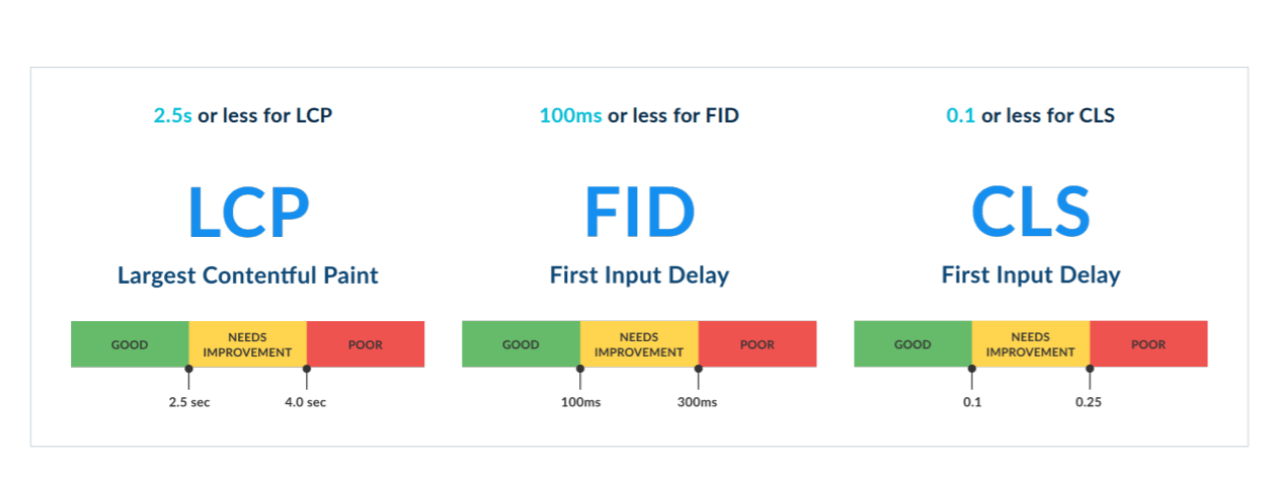 2.5s or less for LCP
LCP
Largest Contentful Paint
GOOD
NEEDS
IMPROVEMENT
POOR
2.5 sec
4.0 sec
100ms or less for FID
FID
First Input Delay
GOOD
NEEDS
IMPROVEMENT
POOR
100ms
300ms
0.1 or less for CLS
CLS
First Input Delay
GOOD
NEEDS
IMPROVEMENT
POOR
0.1
0.25